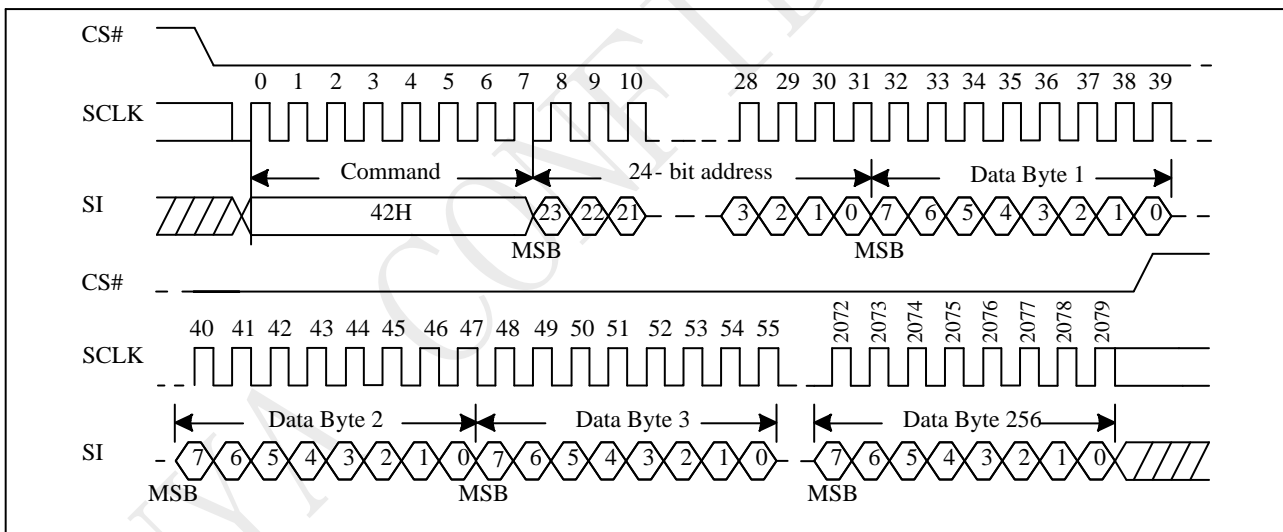 CS#
0 1 2 3 4 5 6 7 8 9 10 28 29 30 31 32 33 34 35 36 37 38 39
SCLK
Command 24- bit address Data Byte 1
SI 42H 23 22 21 3 2 1 0 7 6 5 4 3 2 1 0
MSB MSB
CS#
40 41 42 43 44 45 46 47 48 49 50 51 52 53 54 55 2072 2073 2074 2075 2076 2077 2078 2079
SCLK
Data Byte 2 Data Byte 3 Data Byte 256
SI 7 6 5 4 3 2 1 0 7 6 5 4 3 2 1 0 7 6 5 4 3 2 1 0
MSB MSB MSB